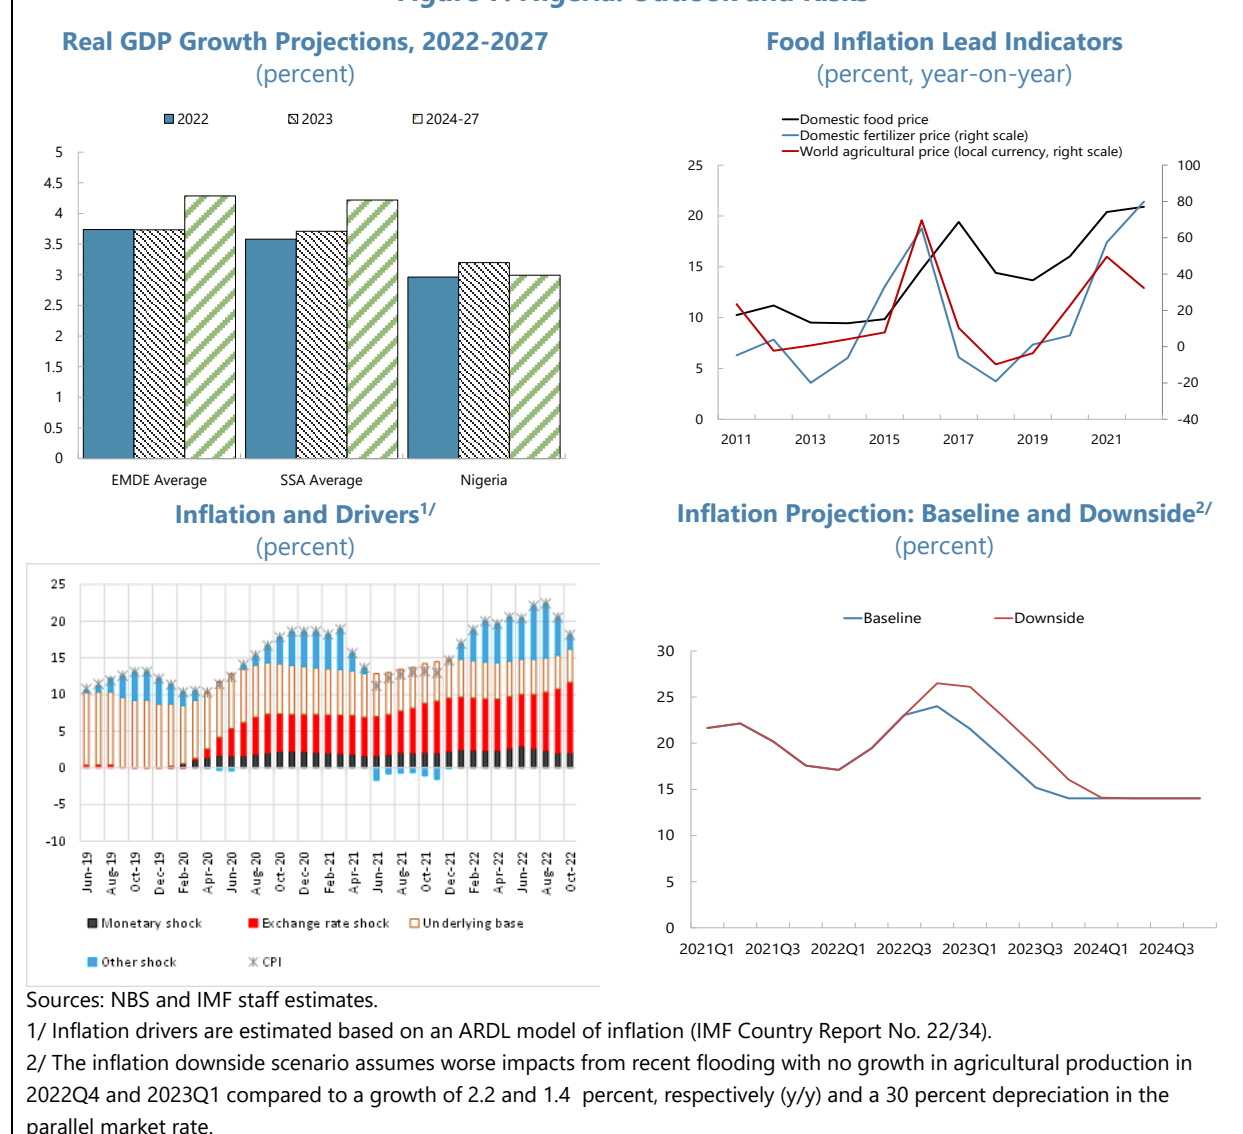 Real GDP Growth Projections, 2022-2027
(percent)
2022 2023 2024-27
5
4.5
4
3.5
3
2.5
2
1.5
1
0.5
0
EMDE Average SSA Average Nigeria
Food Inflation Lead Indicators
(percent, year-on-year)
Domestic food price
Domestic fertilizer price (right scale)
World agricultural price (local currency, right scale)
25
20
15
10
5
0
100
80
60
40
20
0
-20
-40
2011 2013 2015 2017 2019 2021
Inflation and Drivers1/
(percent)
25
20
15
10
5
0
-5
-10
Jun-19 Aug-19 Oct-19 Dec-19 Feb-20 Apr-20 Jun-20 Aug-20 Oct-20 Dec-20 Feb-21 Apr-21 Jun-21 Aug-21 Oct-21 Dec-21 Feb-22 Apr-22 Jun-22 Aug-22 Oct-22
Monetary shock Exchange rate shock Underlying base
Other shock CPI
Inflation Projection: Baseline and Downside2/
(percent)
Baseline Downside
30
25
20
15
10
5
0
2021Q1 2021Q3 2022Q1 2022Q3 2023Q1 2023Q3 2024Q1 2024Q3
Sources: NBS and IMF staff estimates.
1/ Inflation drivers are estimated based on an ARDL model of inflation (IMF Country Report No. 22/34).
2/ The inflation downside scenario assumes worse impacts from recent flooding with no growth in agricultural production in
2022Q4 and 2023Q1 compared to a growth of 2.2 and 1.4 percent, respectively (y/y) and a 30 percent depreciation in the
parallel market rate.